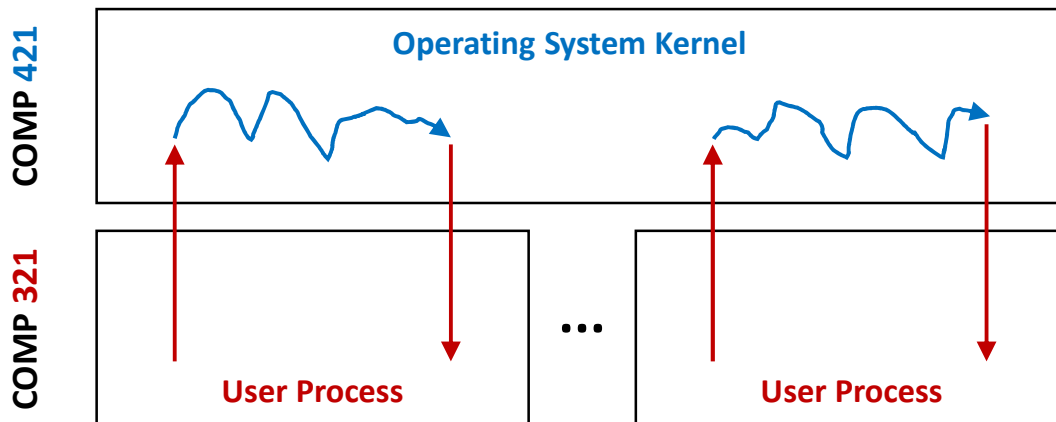 COMP 421
Operating System Kernel
COMP 321
...
User Process
User Process